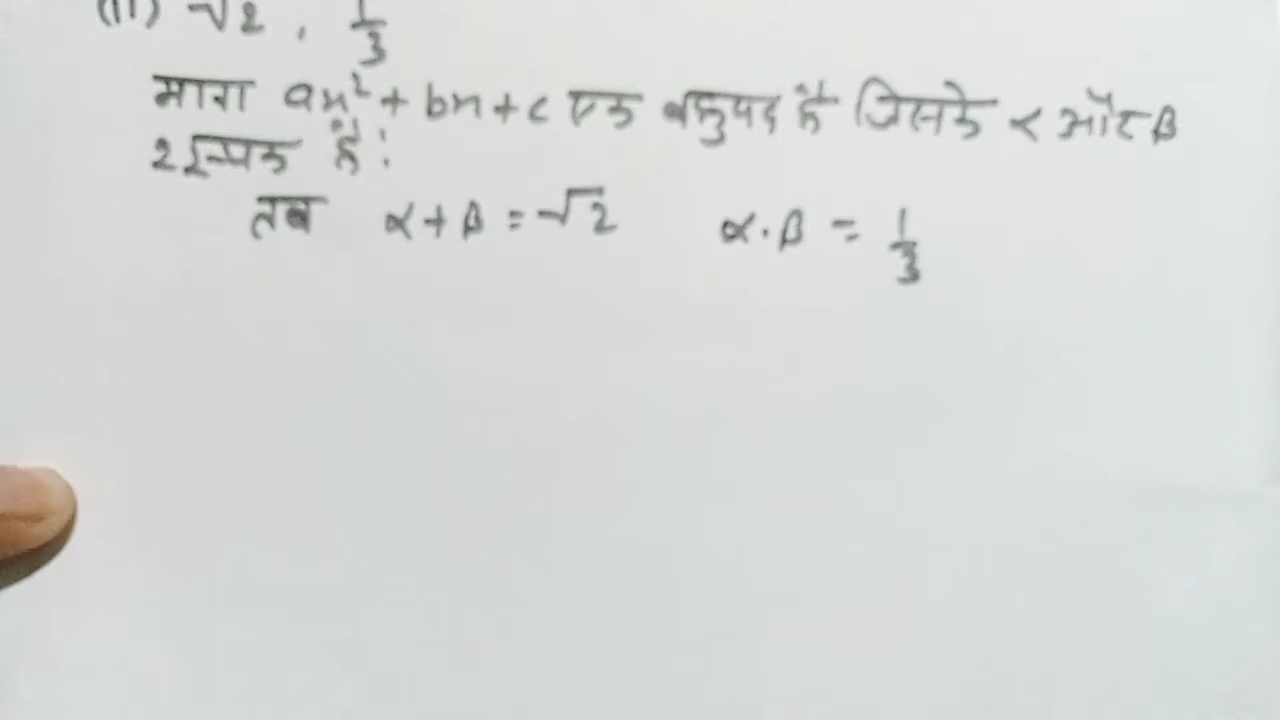 (ii) √2 , 1/3
माना ax² + bx + c एक बहुपद है जिसके α और β
शून्यक हैं :
तब α + β = √2 α · β = 1/3